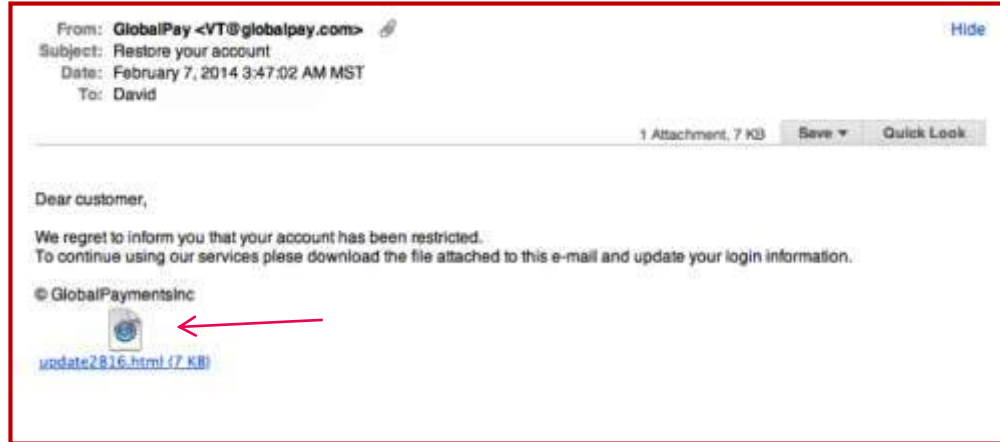 From: GlobalPay <VT@globalpay.com>
Hide
Subject: Restore your account
Date: February 7, 2014 3:47:02 AM MST
To: David
1 Attachment, 7 KB Save ▾ Quick Look
Dear customer,
We regret to inform you that your account has been restricted.
To continue using our services plese download the file attached to this e-mail and update your login information.
© GlobalPaymentsInc
update2816.html (7 KB)